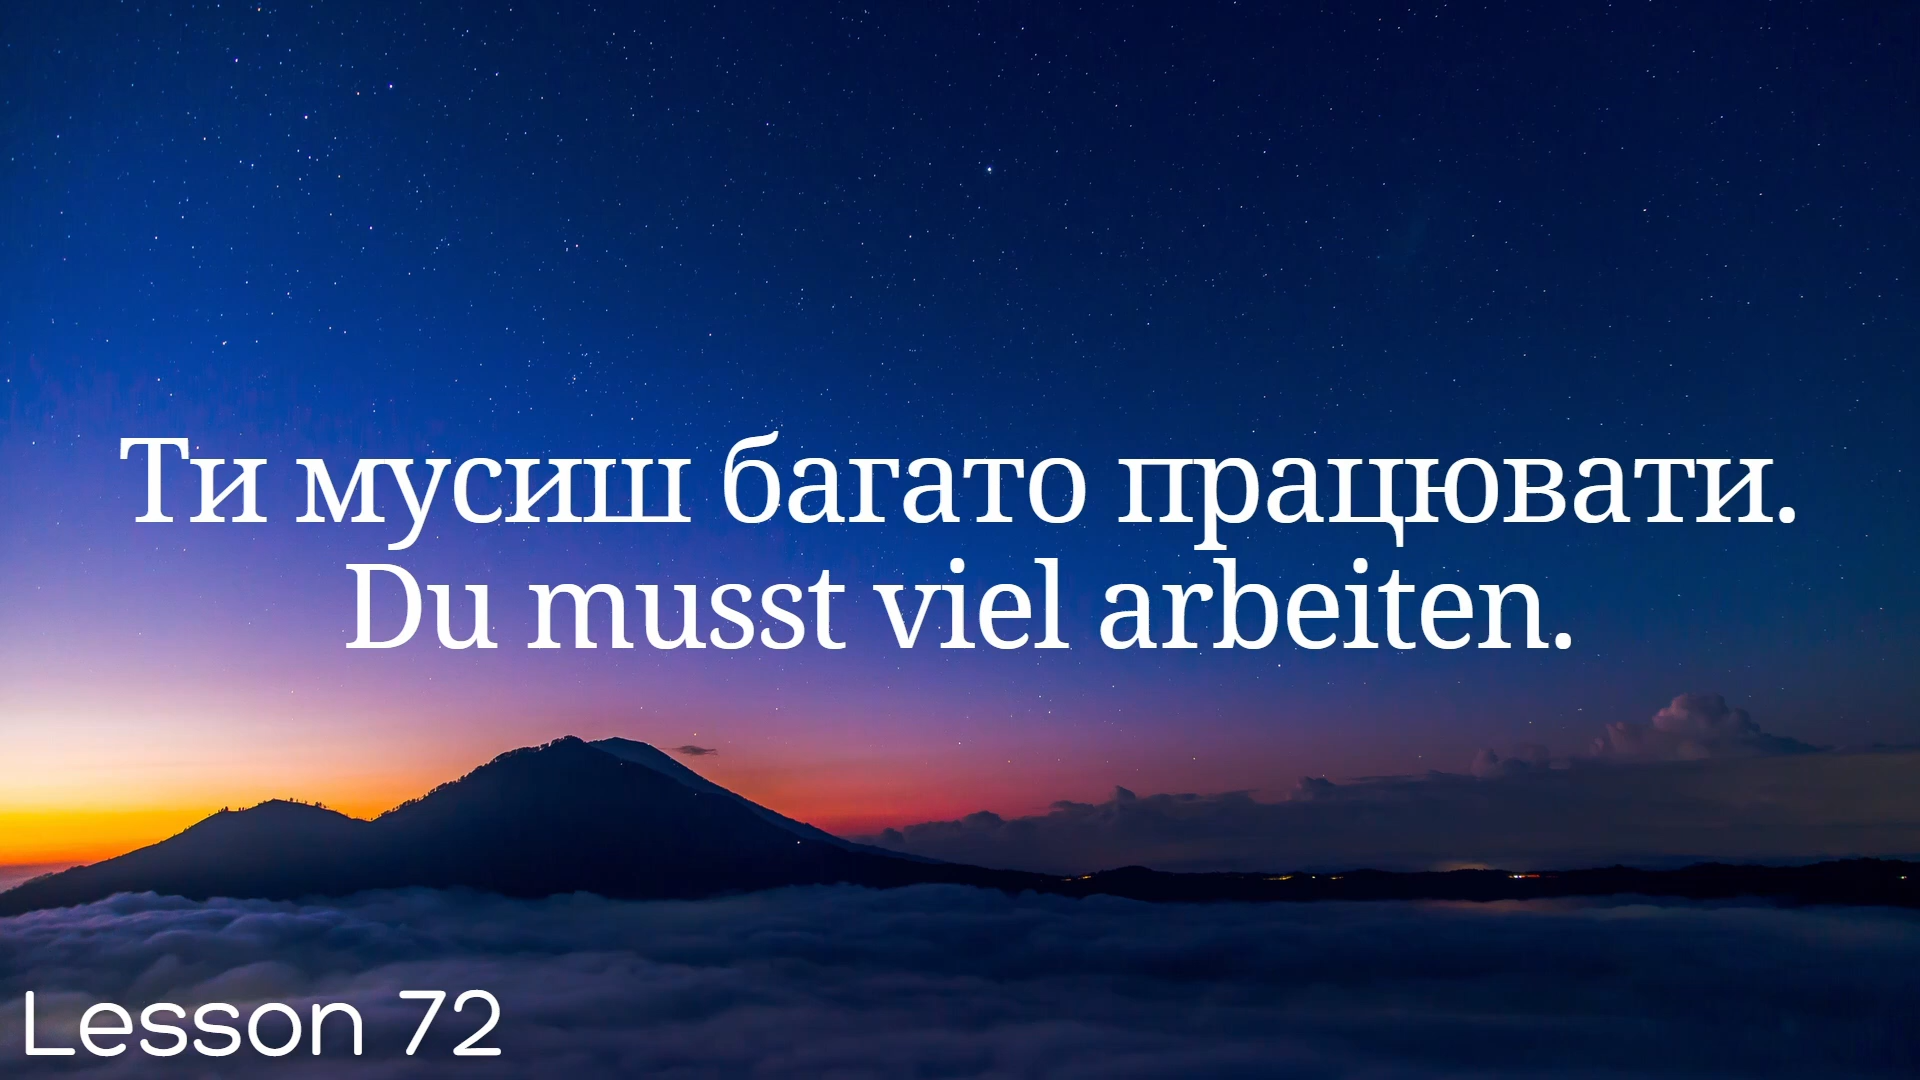 Ти мусиш багато працювати.
Du musst viel arbeiten.
Lesson 72